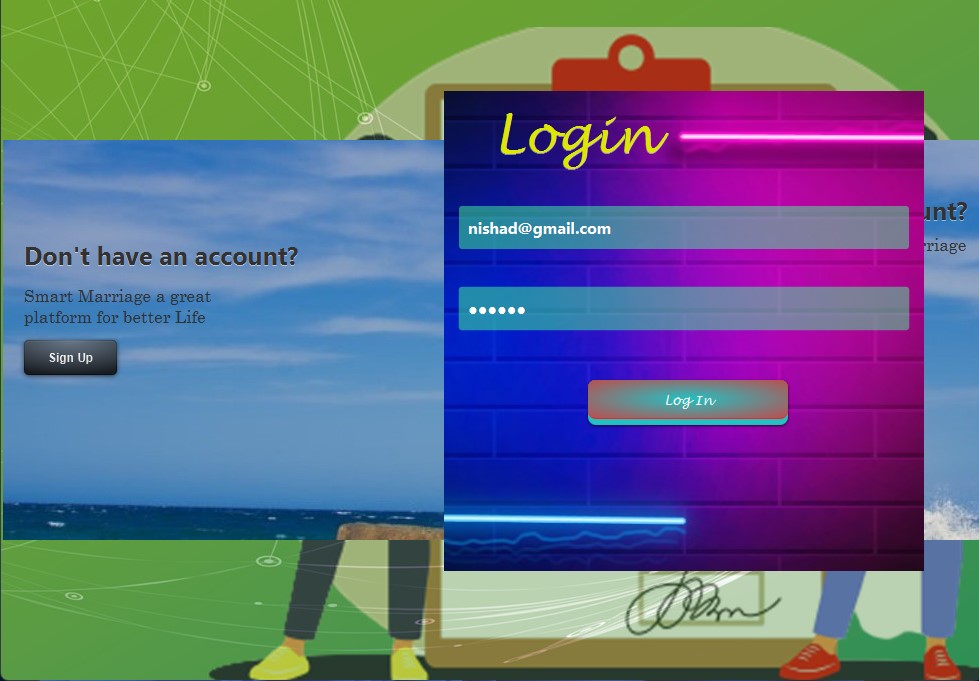 Login
nishad@gmail.com
••••••
Log In
Don't have an account?
Smart Marriage a great
platform for better Life
Sign Up
unt?
rriage